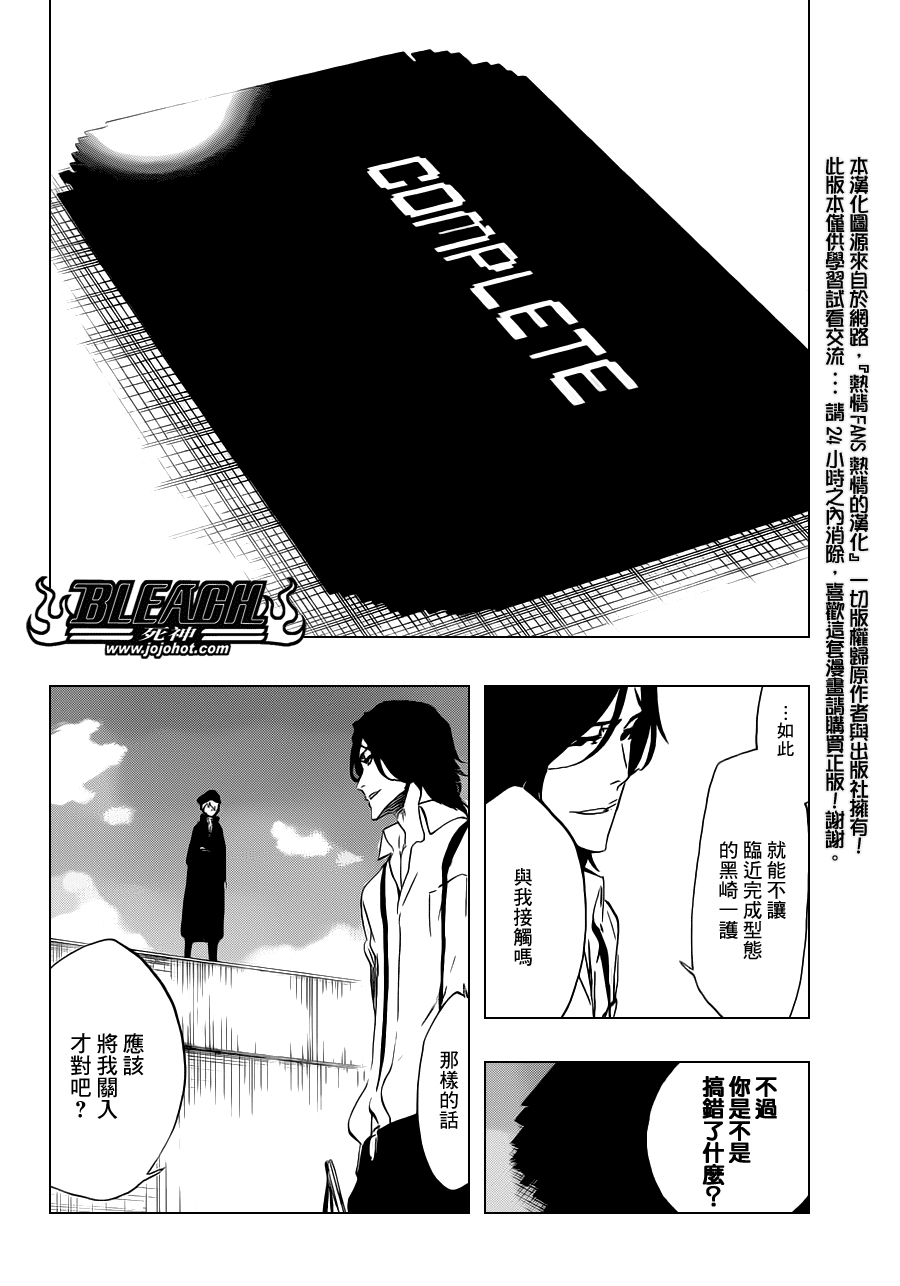 COMPLETE
本漢化圖源來自於網路，『熱情FANS 熱情的漢化』一切版權歸原作者與出版社擁有！
此版本僅供學習試看交流… 請24小時之內消除，喜歡這套漫畫請購買正版！謝謝。
BLEACH
死神
www.jojohot.com
…如此
就能不讓
臨近完成型態
的黑崎一護
與我接觸嗎
不過
你是不是
搞錯了什麼？
那樣的話
應該
將我關入
才對吧？